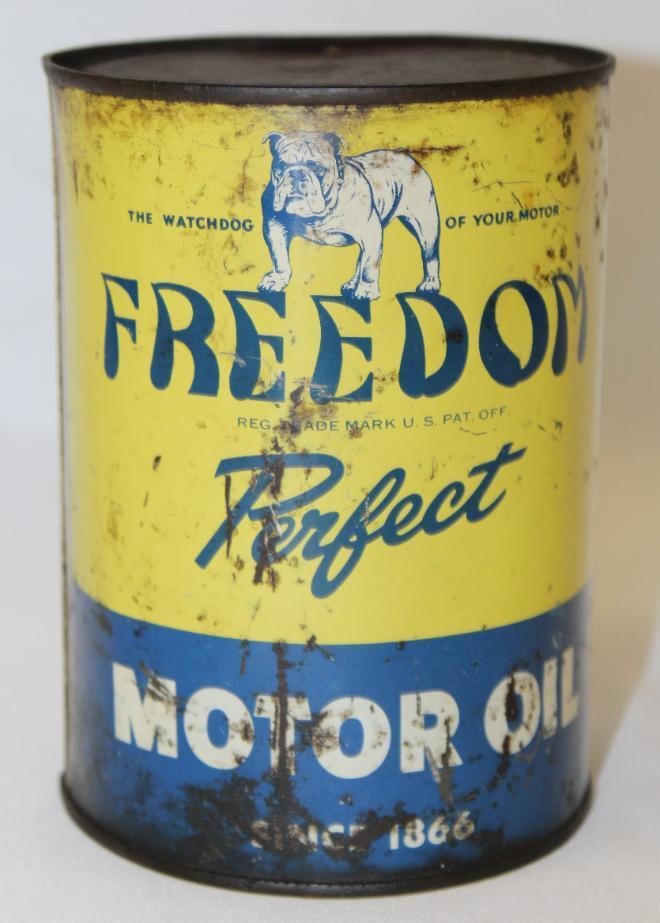 THE WATCHDOG OF YOUR MOTOR
FREEDOM
REG. TRADE MARK U.S. PAT. OFF.
Perfect
MOTOR OIL
SINCE 1866